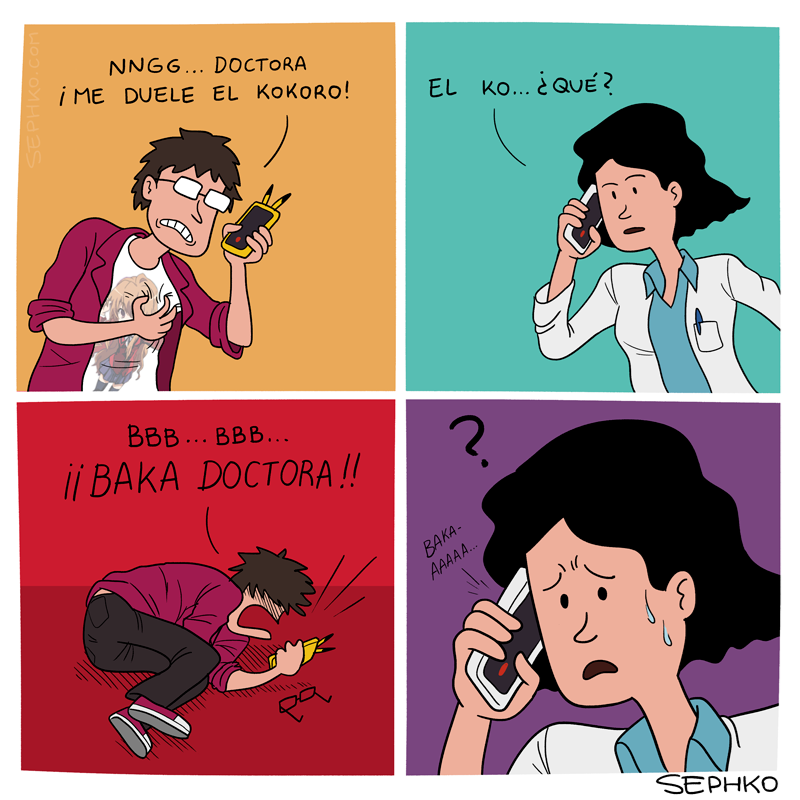 SEPHKO.com
NNGG... DOCTORA
¡ME DUELE EL KOKORO!
EL KO... ¿QUÉ?
BBB... BBB...
¡¡BAKA DOCTORA!!
?
BAKA-
AAAAA...
SEPHKO